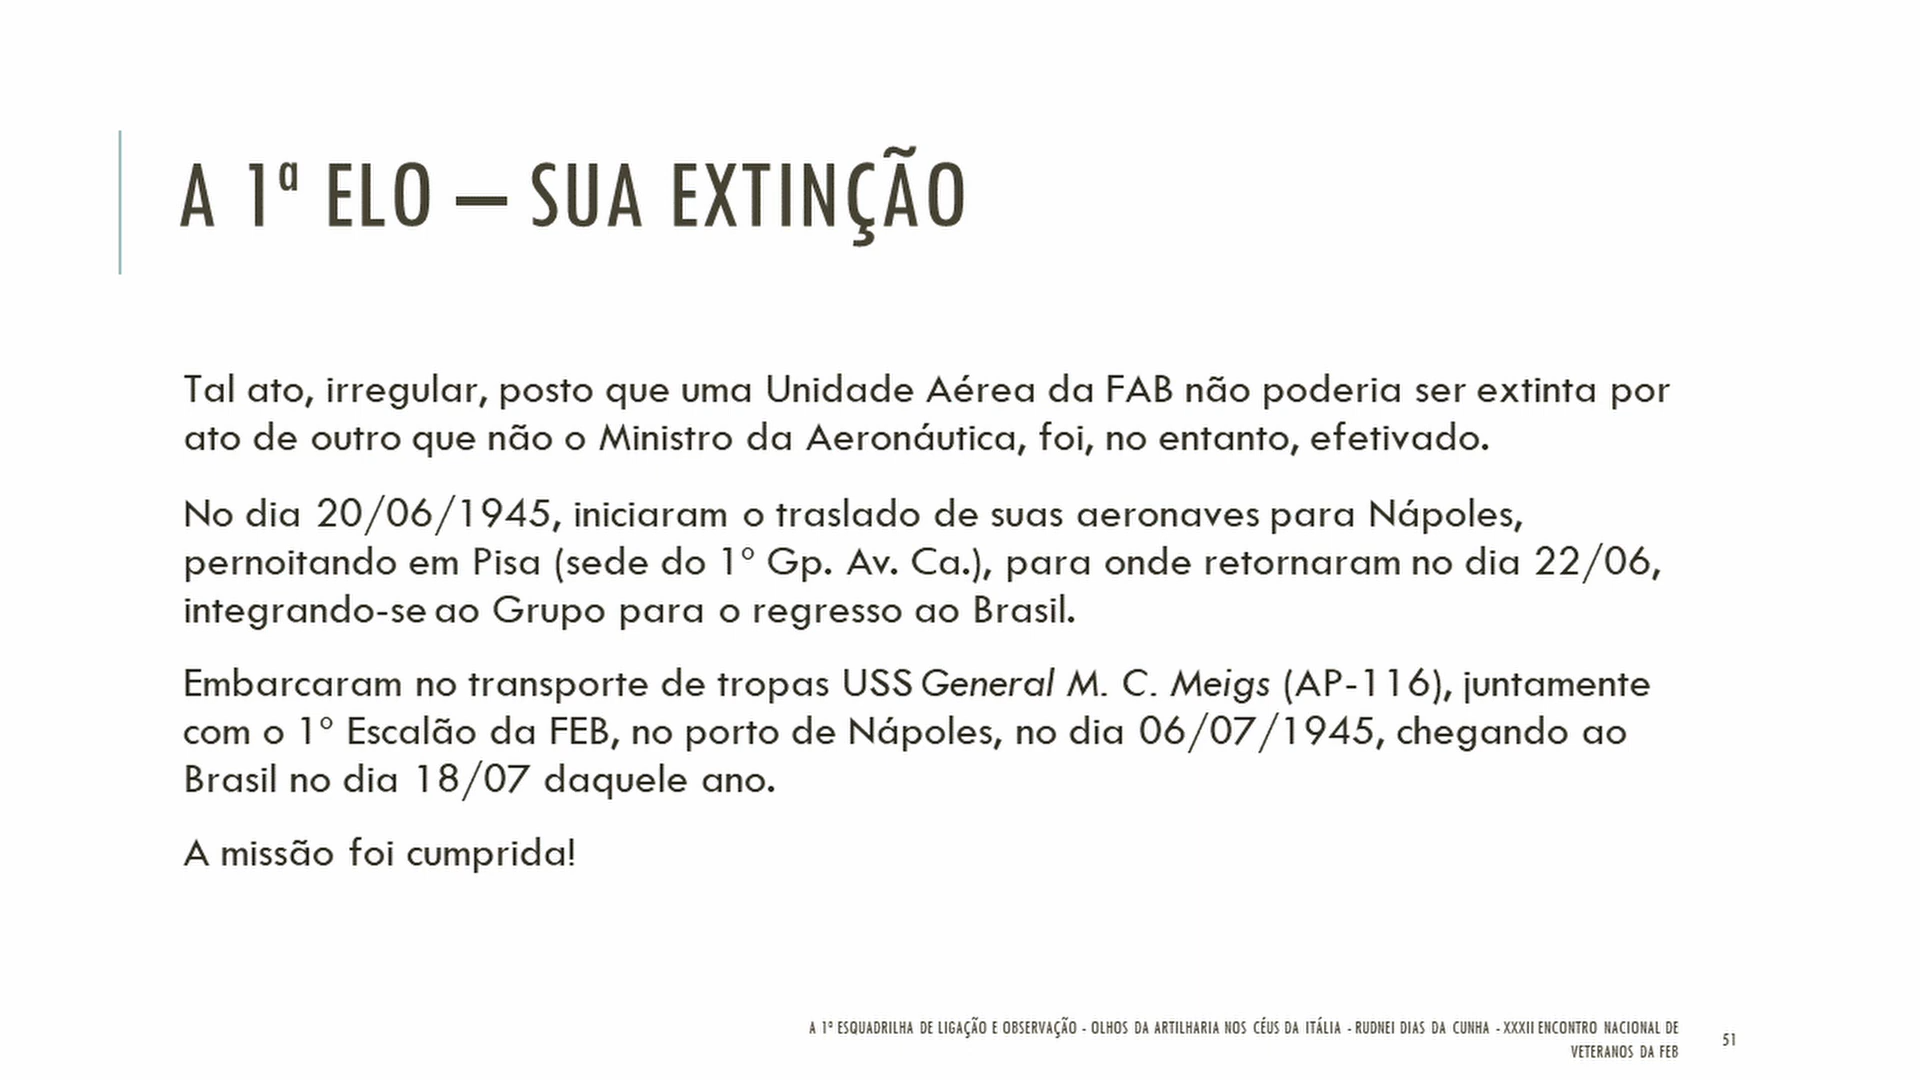 A 1ª ELO – SUA EXTINÇÃO
Tal ato, irregular, posto que uma Unidade Aérea da FAB não poderia ser extinta por
ato de outro que não o Ministro da Aeronáutica, foi, no entanto, efetivado.
No dia 20/06/1945, iniciaram o traslado de suas aeronaves para Nápoles,
pernoitando em Pisa (sede do 1º Gp. Av. Ca.), para onde retornaram no dia 22/06,
integrando-se ao Grupo para o regresso ao Brasil.
Embarcaram no transporte de tropas USS General M. C. Meigs (AP-116), juntamente
com o 1º Escalão da FEB, no porto de Nápoles, no dia 06/07/1945, chegando ao
Brasil no dia 18/07 daquele ano.
A missão foi cumprida!
A 1ª ESQUADRILHA DE LIGAÇÃO E OBSERVAÇÃO - OLHOS DA ARTILHARIA NOS CÉUS DA ITÁLIA - RUDNEI DIAS DA CUNHA - XXXII ENCONTRO NACIONAL DE
VETERANOS DA FEB
51